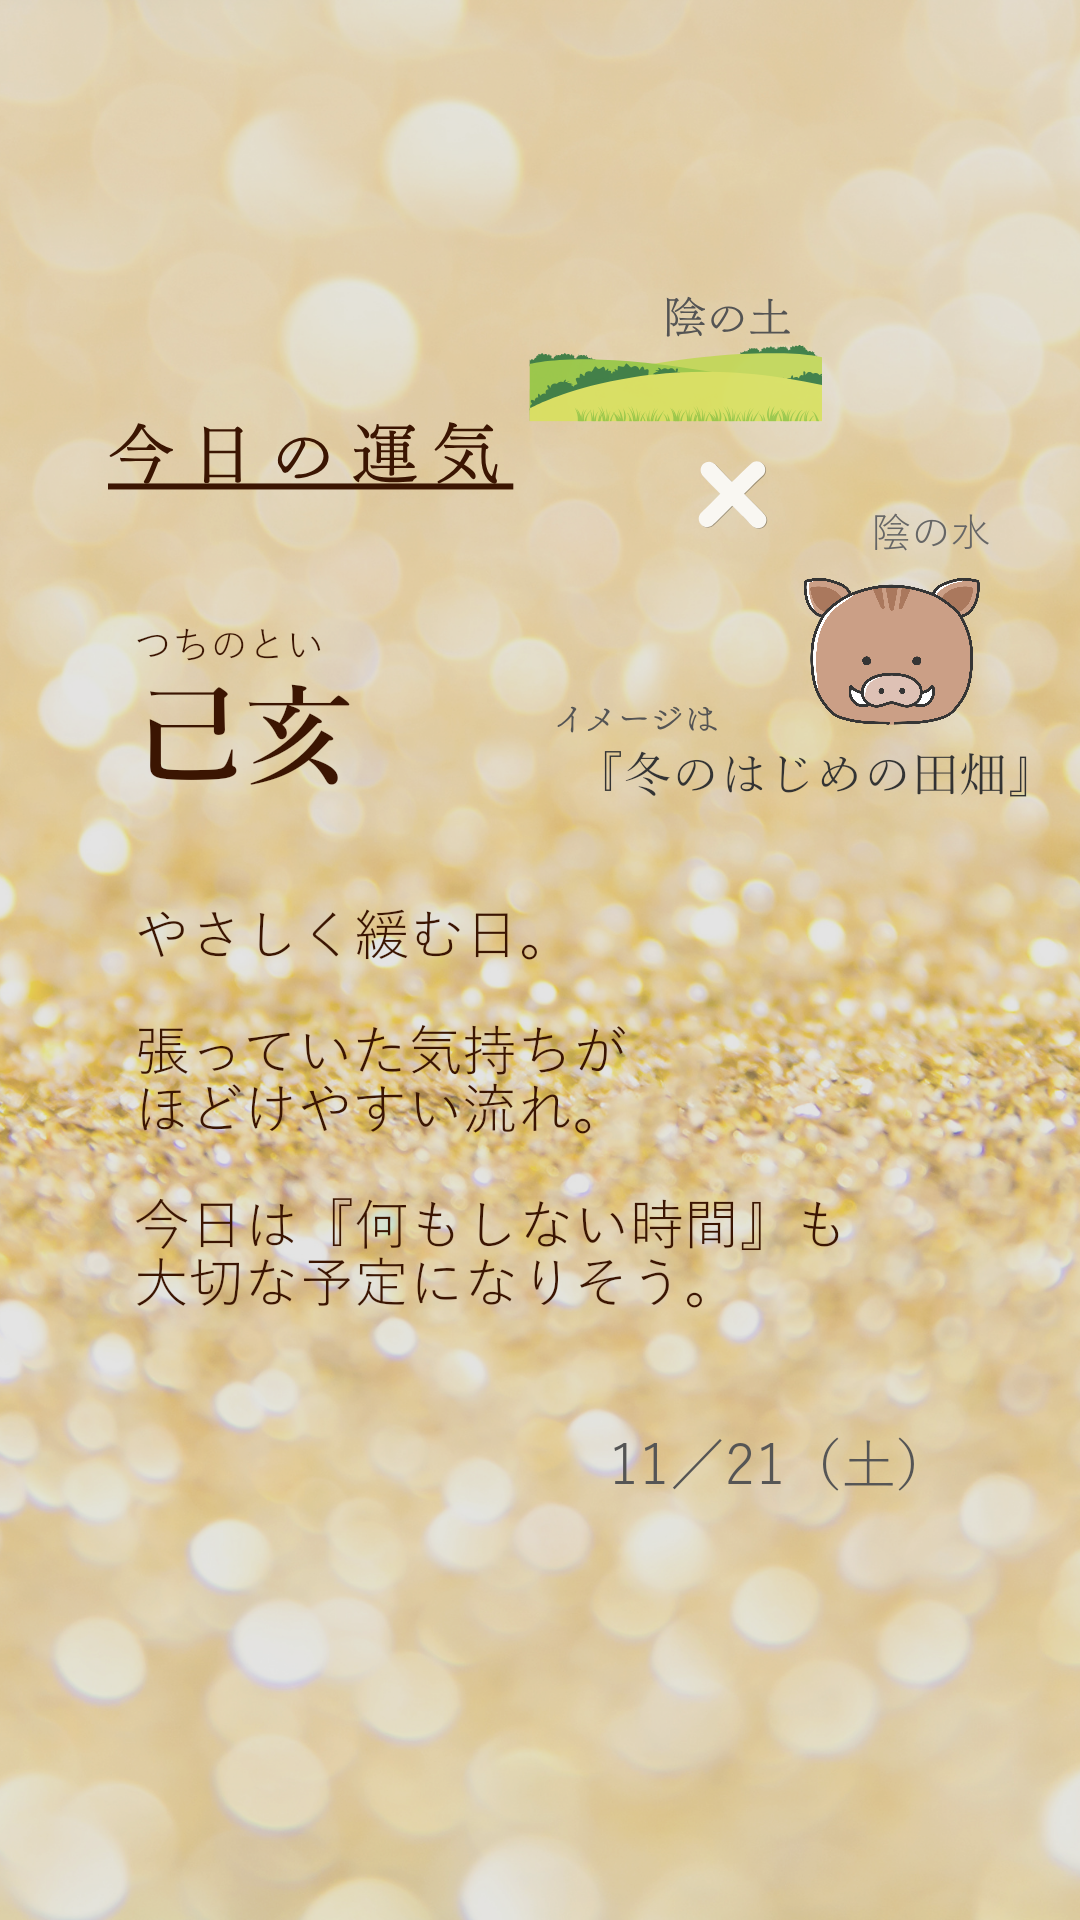 陰の土
今日の運気
陰の水
つちのとい
己亥
イメージは
『冬のはじめの田畑』
やさしく緩む日。
張っていた気持ちが
ほどけやすい流れ。
今日は『何もしない時間』も
大切な予定になりそう。
11／21（土）